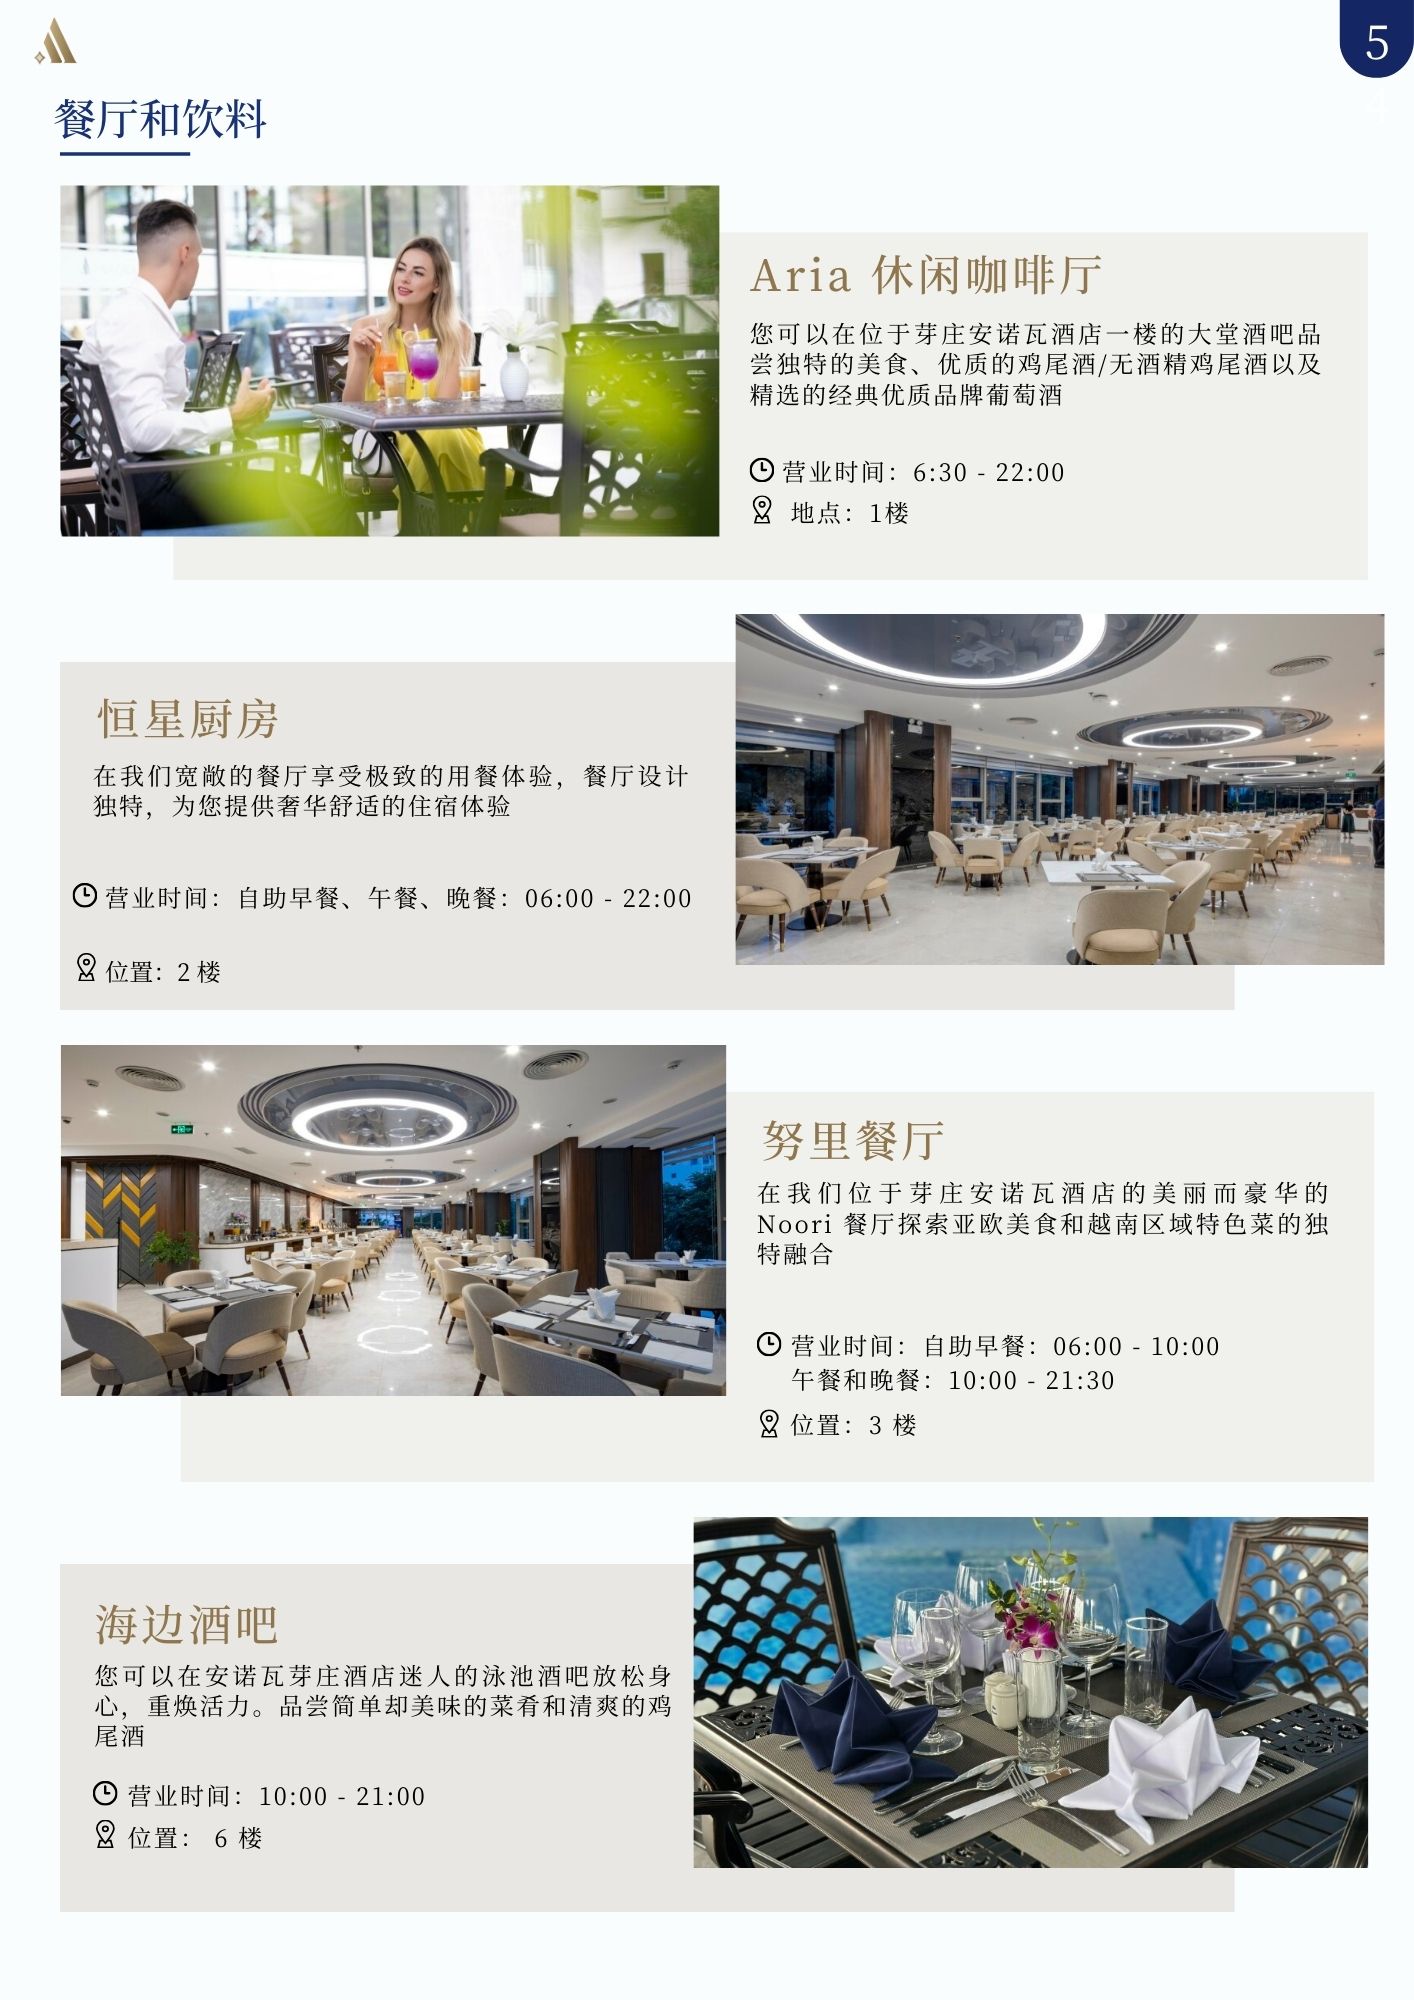 5
餐厅和饮料
Aria 休闲咖啡厅
您可以在位于芽庄安诺瓦酒店一楼的大堂酒吧品
尝独特的美食、优质的鸡尾酒/无酒精鸡尾酒以及
精选的经典优质品牌葡萄酒
营业时间：6:30 - 22:00
地点：1楼
恒星厨房
在我们宽敞的餐厅享受极致的用餐体验，餐厅设计
独特，为您提供奢华舒适的住宿体验
营业时间：自助早餐、午餐、晚餐：06:00 - 22:00
位置：2 楼
努里餐厅
在我们位于芽庄安诺瓦酒店的美丽而豪华的
Noori 餐厅探索亚欧美食和越南区域特色菜的独
特融合
营业时间：自助早餐：06:00 - 10:00
午餐和晚餐：10:00 - 21:30
位置：3 楼
海边酒吧
您可以在安诺瓦芽庄酒店迷人的泳池酒吧放松身
心，重焕活力。品尝简单却美味的菜肴和清爽的鸡
尾酒
营业时间：10:00 - 21:00
位置： 6 楼